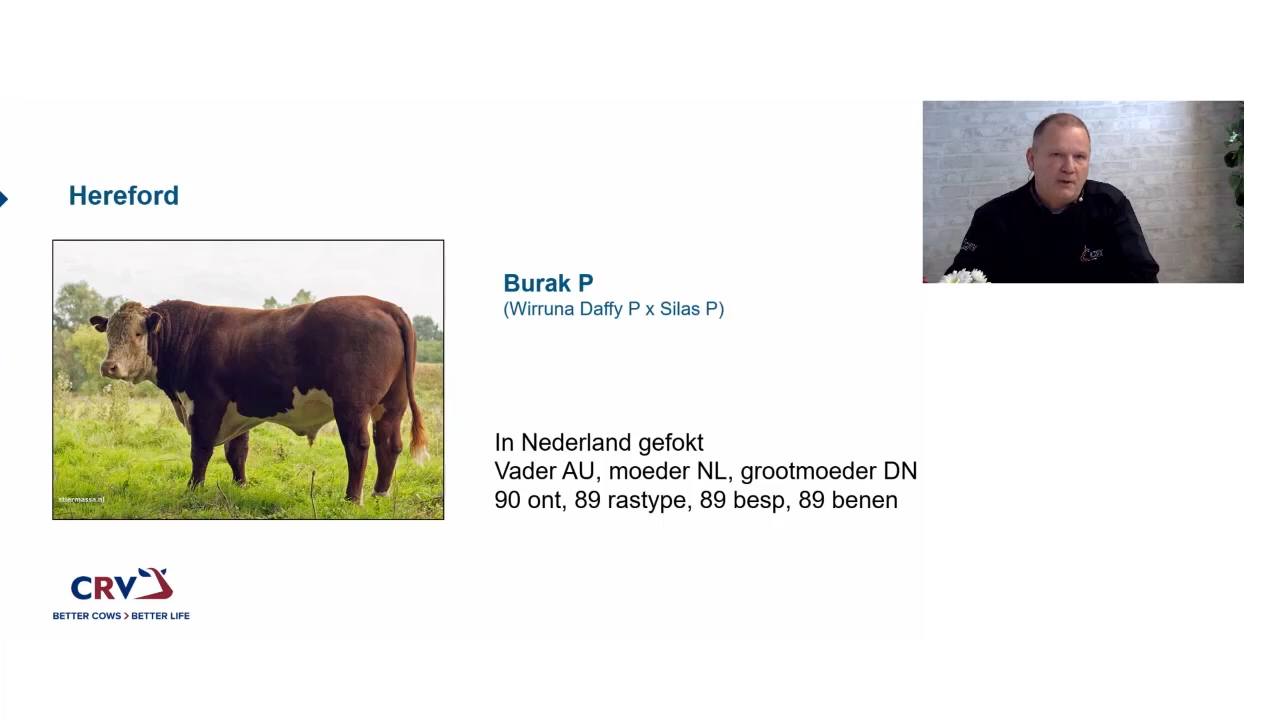 Hereford
Burak P
(Wirruna Daffy P x Silas P)
In Nederland gefokt
Vader AU, moeder NL, grootmoeder DN
90 ont, 89 rastype, 89 besp, 89 benen
stiermassa.nl
CRV
BETTER COWS > BETTER LIFE